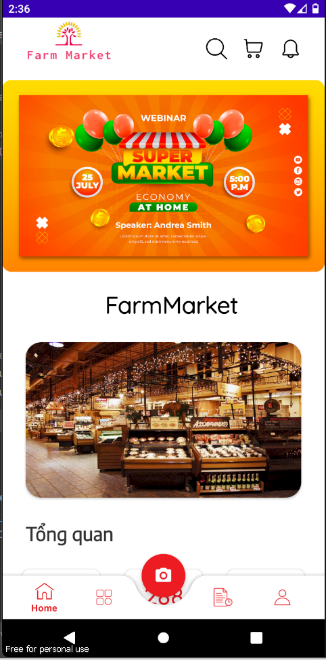 2:36
Farm Market
WEBINAR
SUPER
MARKET
25
JULY
5:00
P.M
ECONOMY
AT HOME
Speaker: Andrea Smith
FarmMarket
Tổng quan
Home
Free for personal use